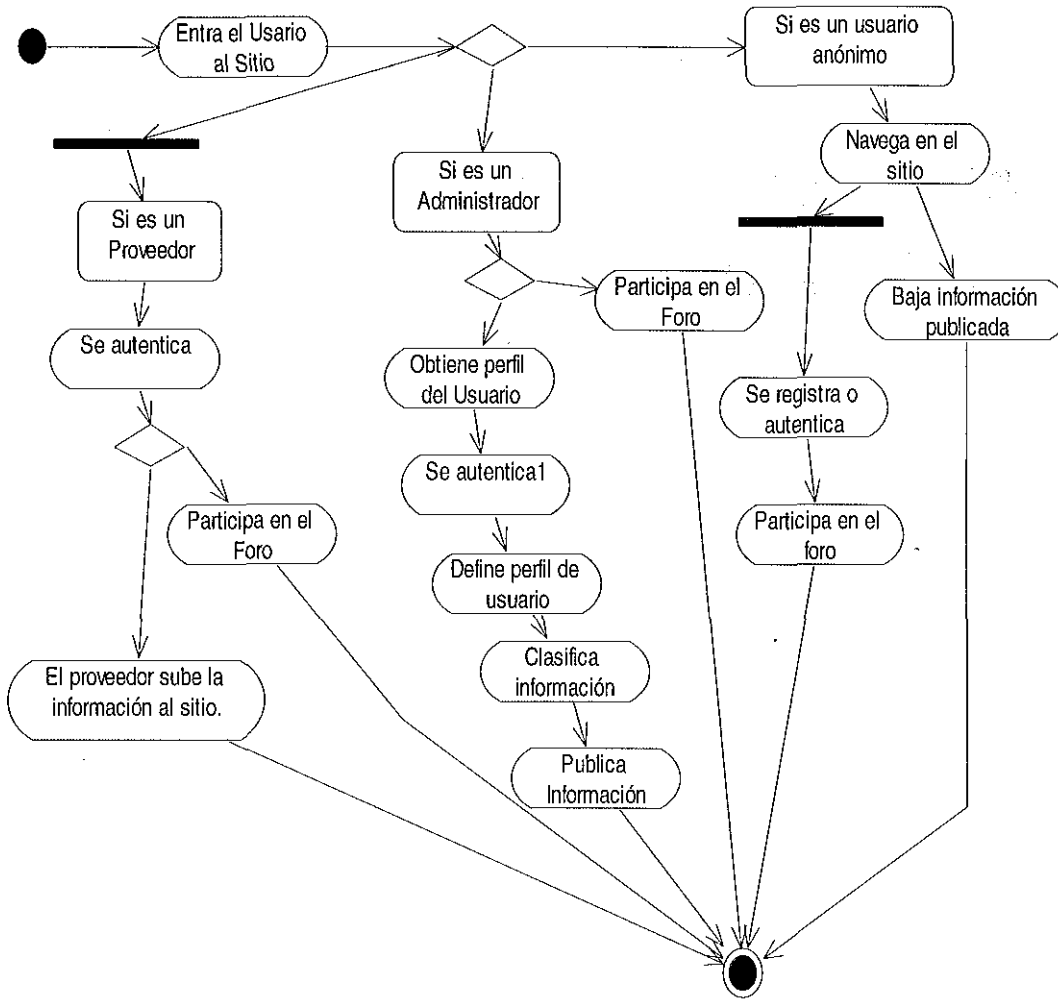 Entra el Usario
al Sitio
Si es un usuario
anónimo
Navega en el
sitio
Si es un
Administrador
Si es un
Proveedor
Participa en el
Foro
Baja información
publicada
Se autentica
Obtiene perfil
del Usuario
Se registra o
autentica
Se autentica1
Participa en el
Foro
Participa en el
foro
Define perfil de
usuario
Clasifica
información
El proveedor sube la
información al sitio.
Publica
Información